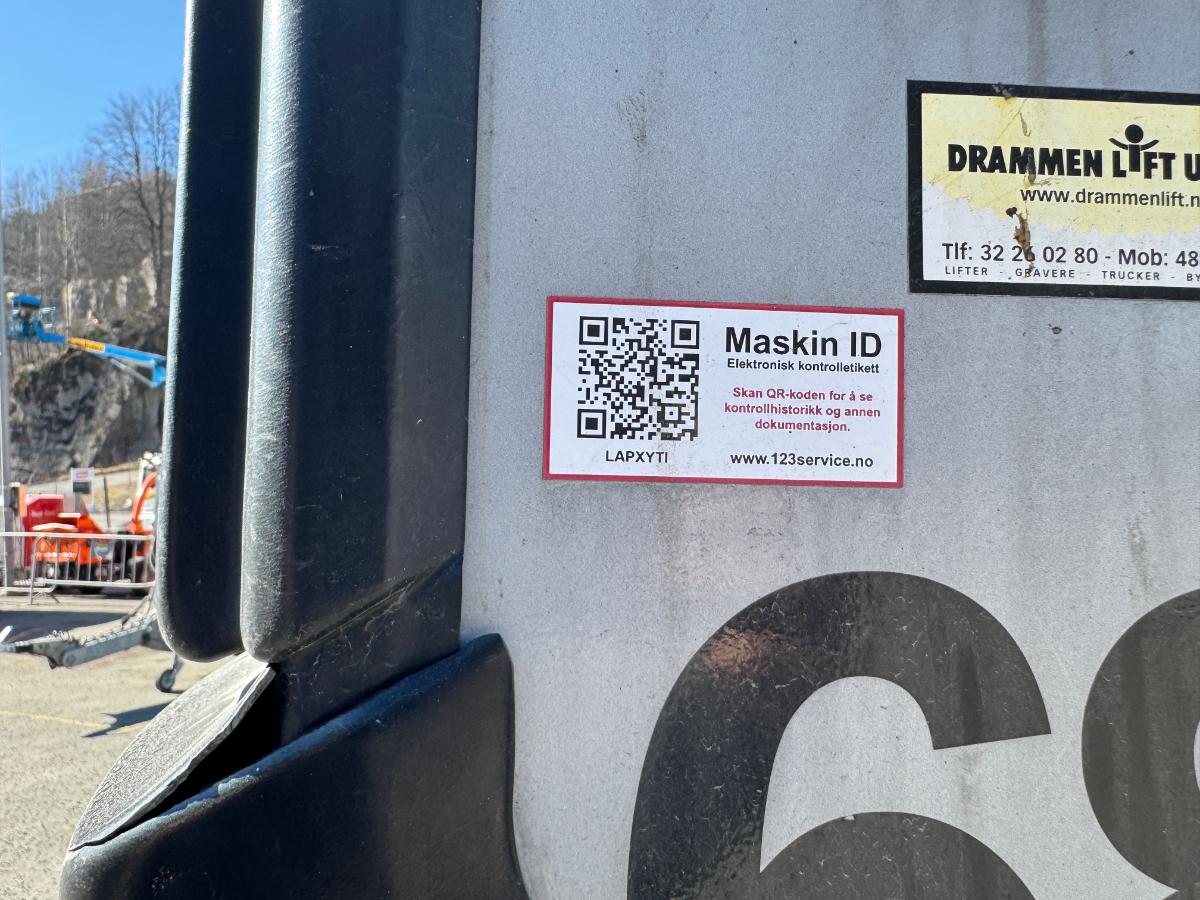 DRAMMEN LIFT U
www.drammenlift.n
Tlf: 32 26 02 80 - Mob: 48
LIFTER - GRAVERE - TRUCKER - BY
Maskin ID
Elektronisk kontrolletikett
Skan QR-koden for å se
kontrollhistorikk og annen
dokumentasjon.
LAPXYTI
www.123service.no
69